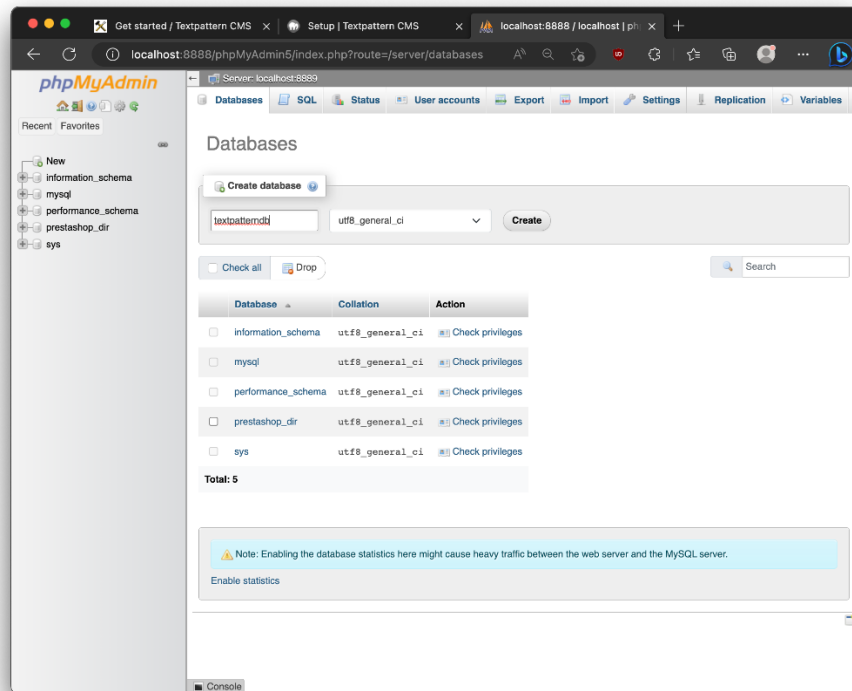 Get started / Textpattern CMS
Setup | Textpattern CMS
localhost:8888 / localhost | ph
localhost:8888/phpMyAdmin5/index.php?route=/server/databases
phpMyAdmin
Recent Favorites
New
information_schema
mysql
performance_schema
prestashop_dir
sys
Server: localhost:8889
Databases SQL Status User accounts Export Import Settings Replication Variables
Databases
Create database
textpatterndb utf8_general_ci Create
Check all Drop Search
Database Collation Action
information_schema utf8_general_ci Check privileges
mysql utf8_general_ci Check privileges
performance_schema utf8_general_ci Check privileges
prestashop_dir utf8_general_ci Check privileges
sys utf8_general_ci Check privileges
Total: 5
Note: Enabling the database statistics here might cause heavy traffic between the web server and the MySQL server.
Enable statistics
Console